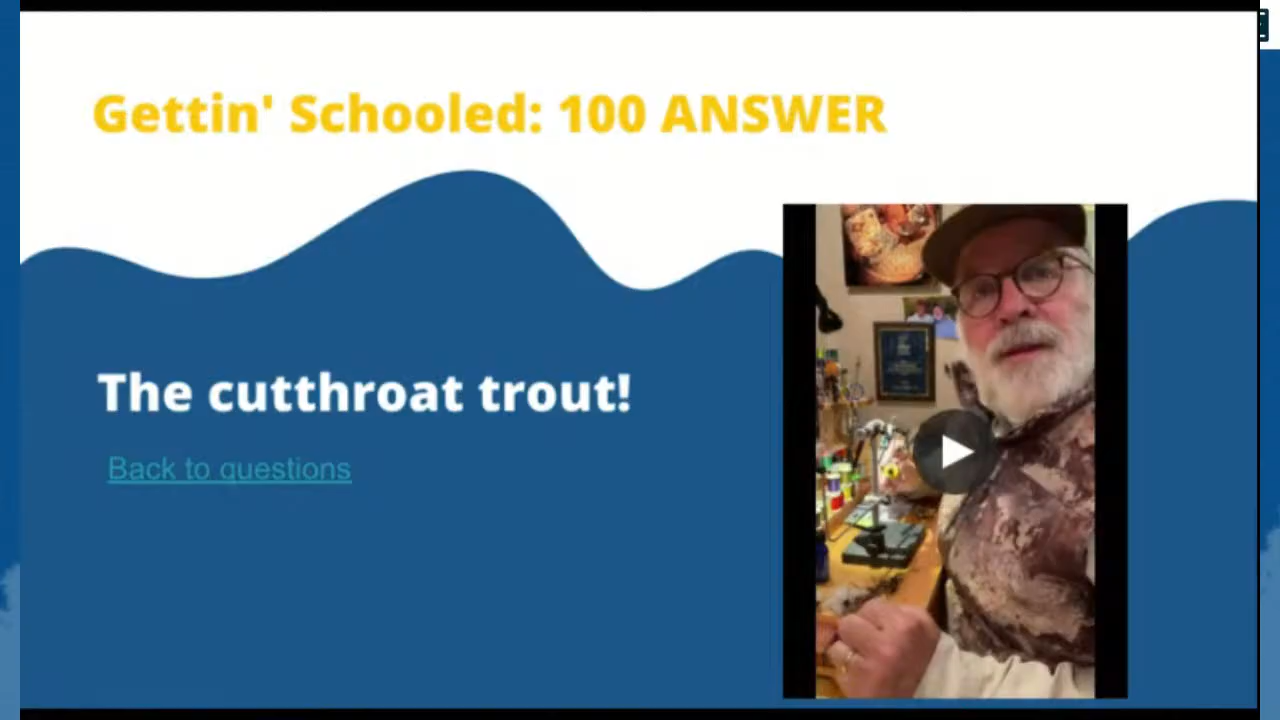 Gettin' Schooled: 100 ANSWER
The cutthroat trout!
Back to questions